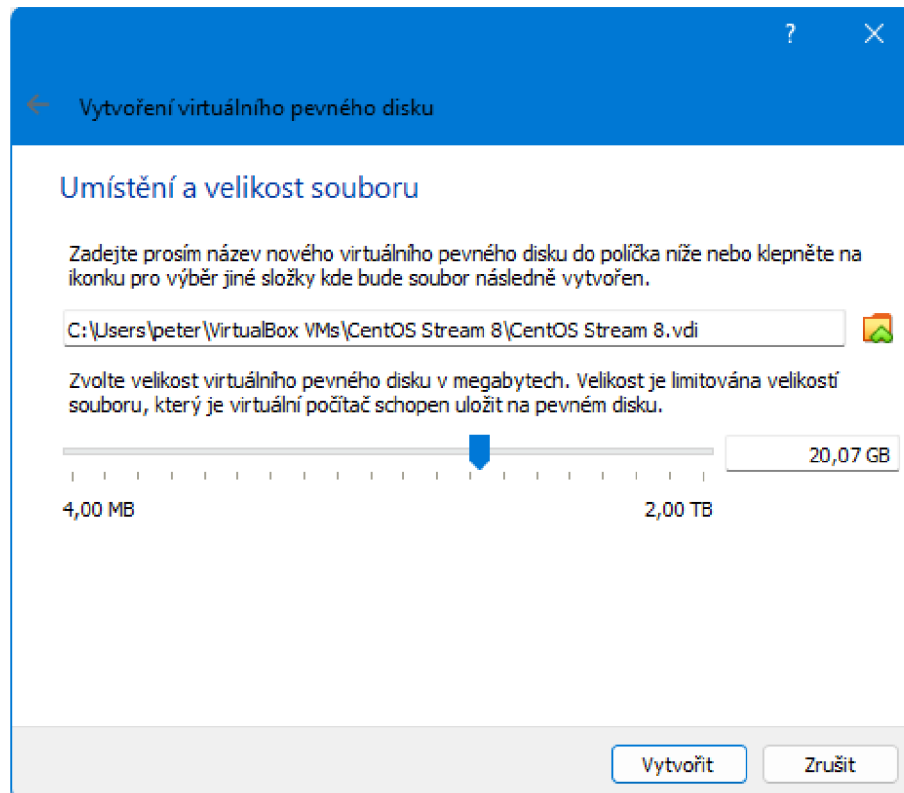 ?
Vytvoření virtuálního pevného disku
Umístění a velikost souboru
Zadejte prosím název nového virtuálního pevného disku do políčka níže nebo klepněte na
ikonku pro výběr jiné složky kde bude soubor následně vytvořen.
C:\Users\peter\VirtualBox VMs\CentOS Stream 8\CentOS Stream 8.vdi
Zvolte velikost virtuálního pevného disku v megabytech. Velikost je limitována velikostí
souboru, který je virtuální počítač schopen uložit na pevném disku.
20,07 GB
4,00 MB 2,00 TB
Vytvořit Zrušit